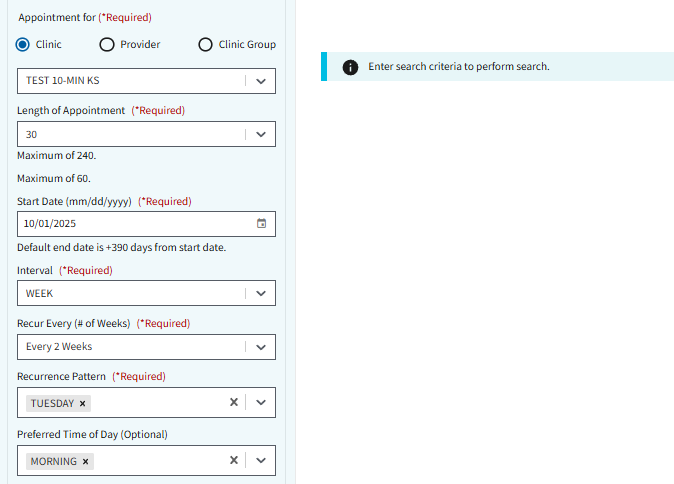 Appointment for (*Required)
Clinic Provider Clinic Group
TEST 10-MIN KS
Length of Appointment (*Required)
30
Maximum of 240.
Maximum of 60.
Start Date (mm/dd/yyyy) (*Required)
10/01/2025
Default end date is +390 days from start date.
Interval (*Required)
WEEK
Recur Every (# of Weeks) (*Required)
Every 2 Weeks
Recurrence Pattern (*Required)
TUESDAY
Preferred Time of Day (Optional)
MORNING
Enter search criteria to perform search.